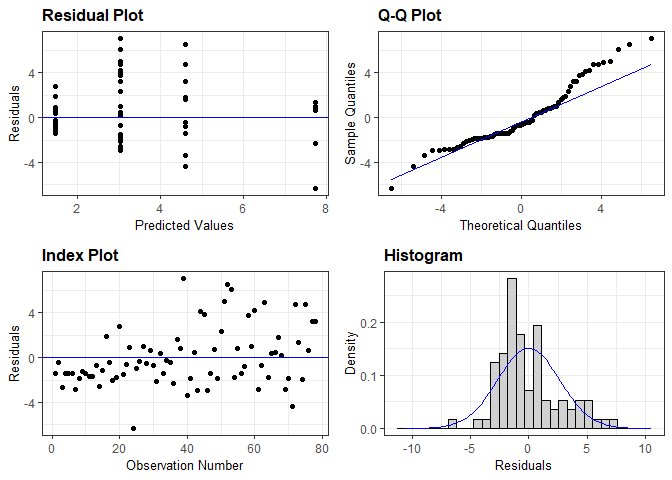 Residual Plot
Residuals
4
0
-4
2
4
6
8
Predicted Values
Q-Q Plot
Sample Quantiles
4
0
-4
-4
0
4
Theoretical Quantiles
Index Plot
Residuals
4
0
-4
0
20
40
60
80
Observation Number
Histogram
Density
0.2
0.1
0.0
-10
-5
0
5
10
Residuals